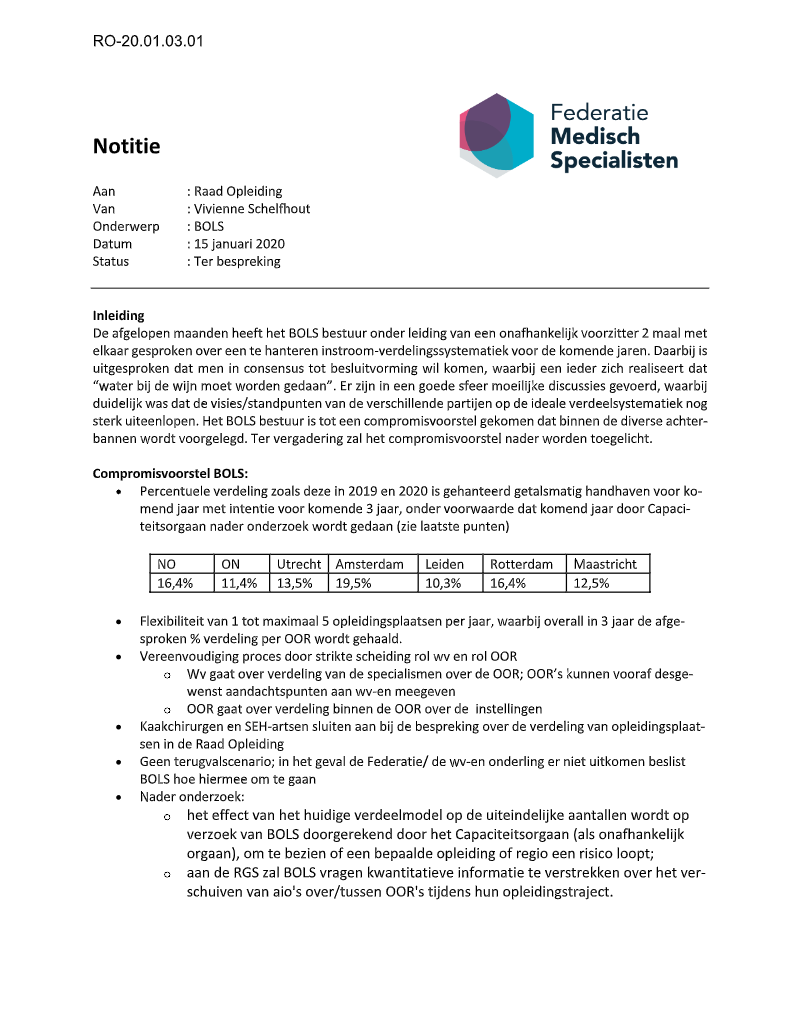 RO-20.01.03.01
Federatie
Medisch
Specialisten
Notitie
Aan : Raad Opleiding
Van : Vivienne Schelfhout
Onderwerp : BOLS
Datum : 15 januari 2020
Status : Ter bespreking
Inleiding
De afgelopen maanden heeft het BOLS bestuur onder leiding van een onafhankelijk voorzitter 2 maal met
elkaar gesproken over een te hanteren instroom-verdelingssystematiek voor de komende jaren. Daarbij is
uitgesproken dat men in consensus tot besluitvorming wil komen, waarbij een ieder zich realiseert dat
“water bij de wijn moet worden gedaan”. Er zijn in een goede sfeer moeilijke discussies gevoerd, waarbij
duidelijk was dat de visies/standpunten van de verschillende partijen op de ideale verdeelsystematiek nog
sterk uiteenlopen. Het BOLS bestuur is tot een compromisvoorstel gekomen dat binnen de diverse achter-
bannen wordt voorgelegd. Ter vergadering zal het compromisvoorstel nader worden toegelicht.
Compromisvoorstel BOLS:
• Percentuele verdeling zoals deze in 2019 en 2020 is gehanteerd getalsmatig handhaven voor ko-
mend jaar met intentie voor komende 3 jaar, onder voorwaarde dat komend jaar door Capaci-
teitsorgaan nader onderzoek wordt gedaan (zie laatste punten)
NO ON Utrecht Amsterdam Leiden Rotterdam Maastricht
16,4% 11,4% 13,5% 19,5% 10,3% 16,4% 12,5%
• Flexibiliteit van 1 tot maximaal 5 opleidingsplaatsen per jaar, waarbij overall in 3 jaar de afge-
sproken % verdeling per OOR wordt gehaald.
• Vereenvoudiging proces door strikte scheiding rol wv en rol OOR
o Wv gaat over verdeling van de specialismen over de OOR; OOR’s kunnen vooraf desge-
wenst aandachtspunten aan wv-en meegeven
o OOR gaat over verdeling binnen de OOR over de instellingen
• Kaakchirurgen en SEH-artsen sluiten aan bij de bespreking over de verdeling van opleidingsplaat-
sen in de Raad Opleiding
• Geen terugvalscenario; in het geval de Federatie/ de wv-en onderling er niet uitkomen beslist
BOLS hoe hiermee om te gaan
• Nader onderzoek:
o het effect van het huidige verdeelmodel op de uiteindelijke aantallen wordt op
verzoek van BOLS doorgerekend door het Capaciteitsorgaan (als onafhankelijk
orgaan), om te bezien of een bepaalde opleiding of regio een risico loopt;
o aan de RGS zal BOLS vragen kwantitatieve informatie te verstrekken over het ver-
schuiven van aio's over/tussen OOR's tijdens hun opleidingstraject.